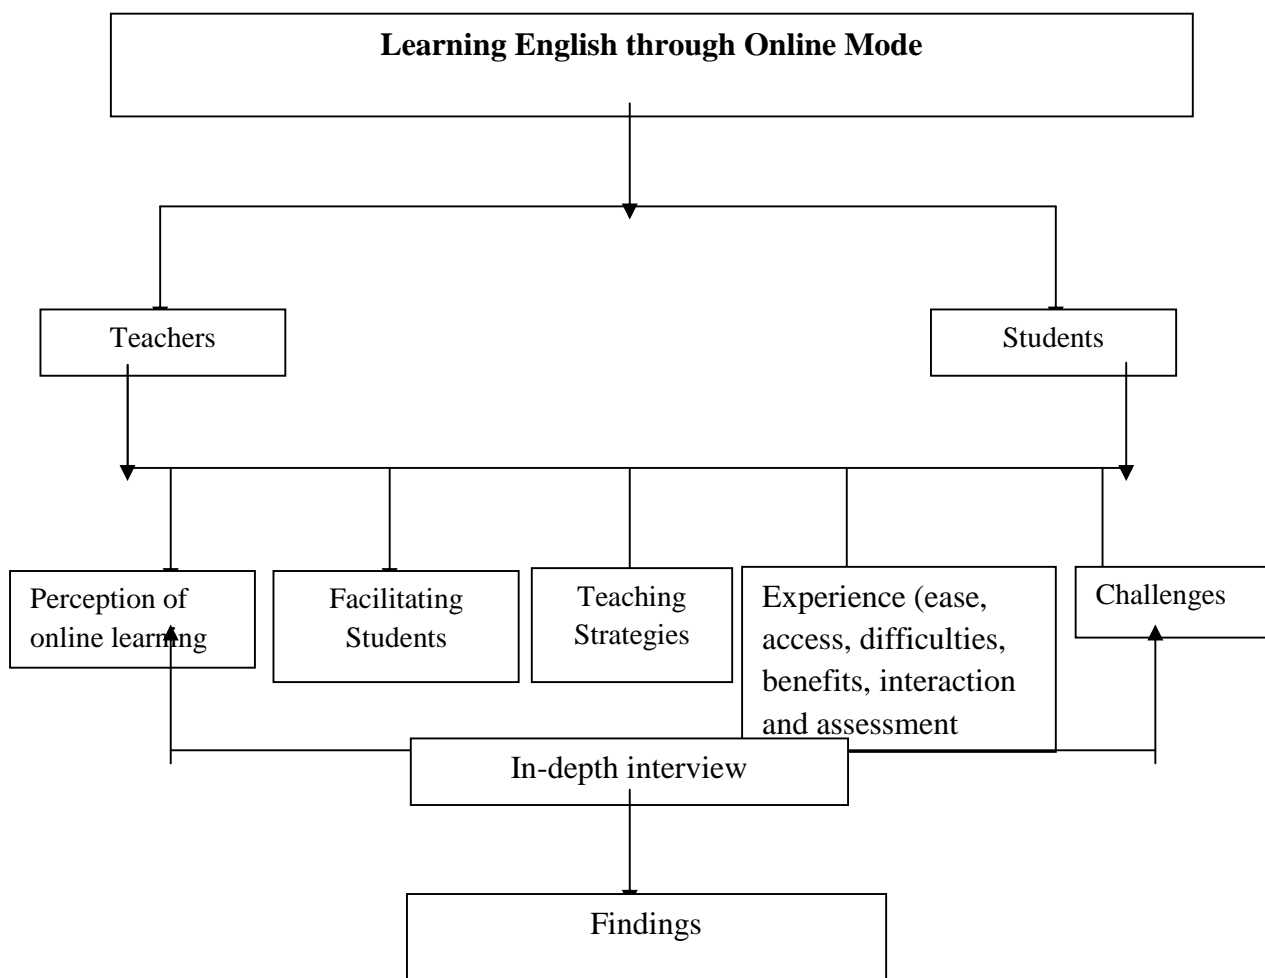 Learning English through Online Mode
Teachers
Students
Perception of
online learning
Facilitating
Students
Teaching
Strategies
Experience (ease,
access, difficulties,
benefits, interaction
and assessment
Challenges
In-depth interview
Findings